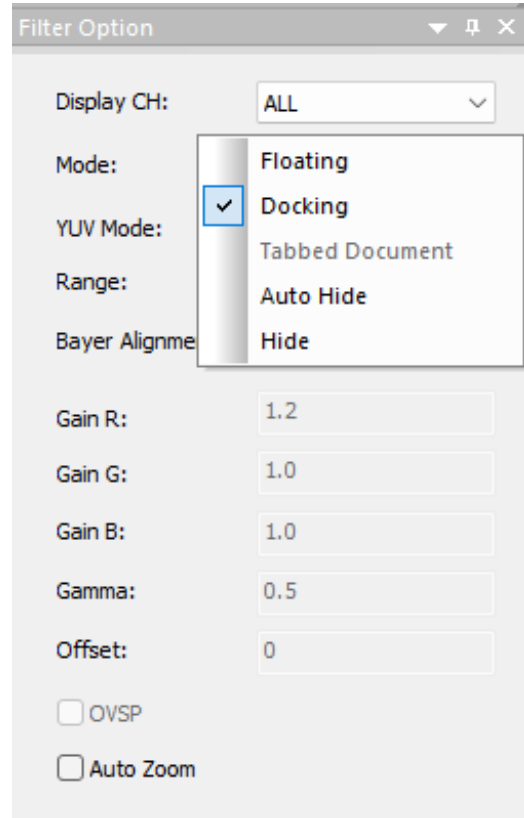 Filter Option
Display CH: ALL
Mode: Floating
Docking
YUV Mode:
Tabbed Document
Range: Auto Hide
Bayer Alignme Hide
Gain R: 1.2
Gain G: 1.0
Gain B: 1.0
Gamma: 0.5
Offset: 0
OVSP
Auto Zoom